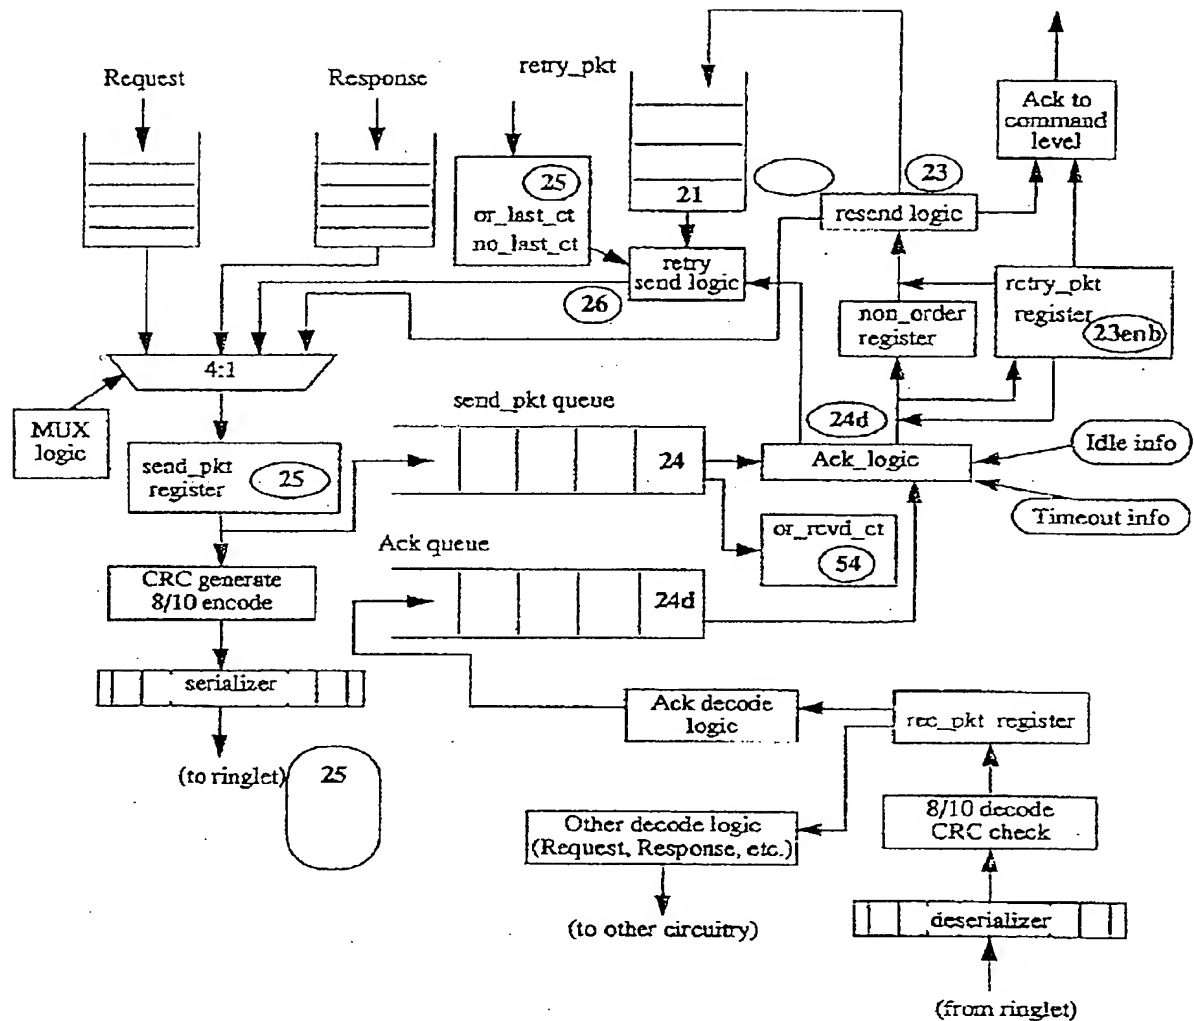 Request
Response
retry_pkt
Ack to
command
level
25
or_last_ct
no_last_ct
21
23
resend logic
retry
send logic
26
non_order
register
retry_pkt
register
23enb
4:1
MUX
logic
send_pkt queue
24d
Idle info
send_pkt
register
25
24
Ack_logic
Timeout info
Ack queue
or_rcvd_ct
54
CRC generate
8/10 encode
24d
serializer
Ack decode
logic
rec_pkt register
(to ringlet)
25
8/10 decode
CRC check
Other decode logic
(Request, Response, etc.)
deserializer
(to other circuitry)
(from ringlet)